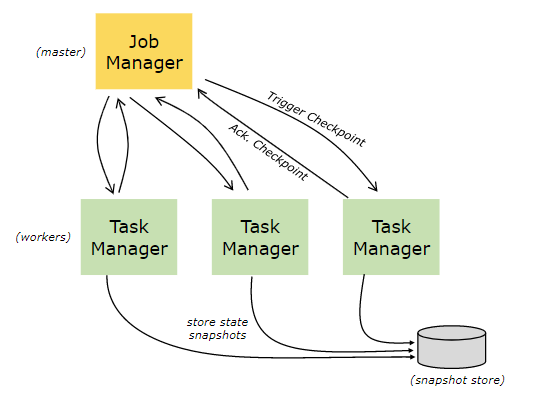 Job
Manager
(master)
Trigger Checkpoint
Ack. Checkpoint
Task
Manager
Task
Manager
Task
Manager
(workers)
store state
snapshots
(snapshot store)